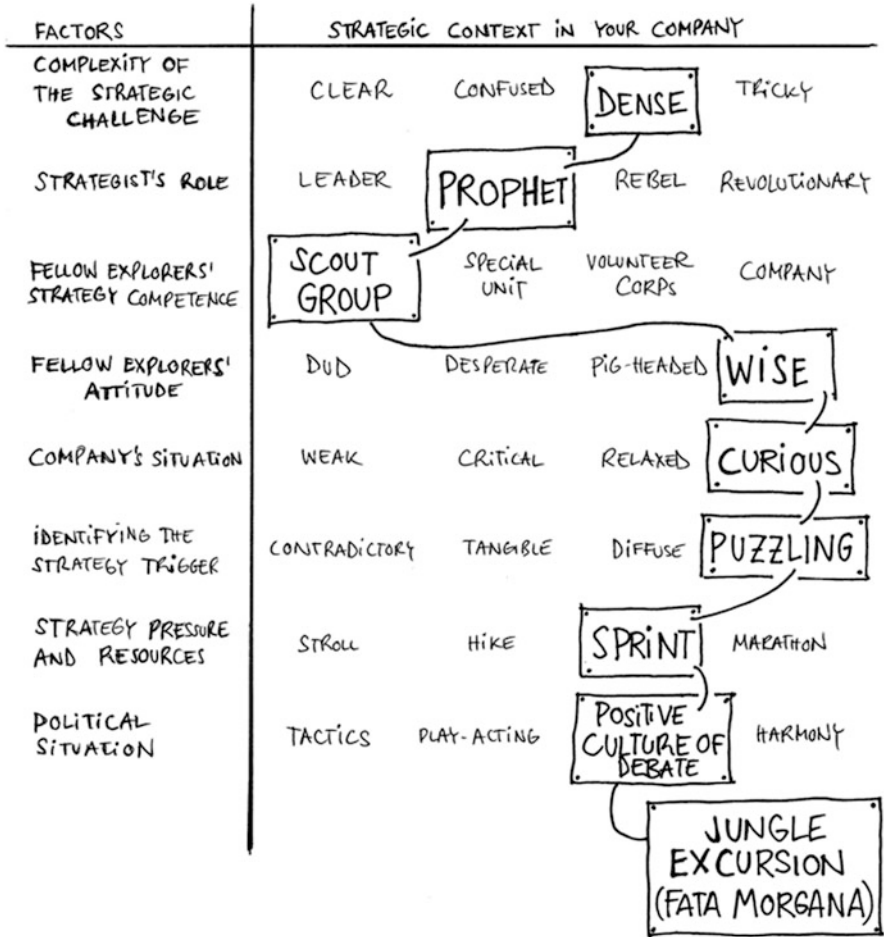 FACTORS STRATEGIC CONTEXT IN YOUR COMPANY
COMPLEXITY OF
THE STRATEGIC
CHALLENGE
CLEAR CONFUSED DENSE TRICKY
STRATEGIST'S ROLE LEADER PROPHET REBEL REVOLUTIONARY
FELLOW EXPLORERS'
STRATEGY COMPETENCE
SCOUT
GROUP
SPECIAL
UNIT
VOLUNTEER
CORPS
COMPANY
FELLOW EXPLORERS'
ATTITUDE
DUD DESPERATE PIG-HEADED WISE
COMPANY'S SITUATION WEAK CRITICAL RELAXED CURIOUS
IDENTIFYING THE
STRATEGY TRIGGER
CONTRADICTORY TANGIBLE DIFFUSE PUZZLING
STRATEGY PRESSURE
AND RESOURCES
STROLL HIKE SPRINT MARATHON
POLITICAL
SITUATION
TACTICS PLAY-ACTING
POSITIVE
CULTURE OF
DEBATE
HARMONY
JUNGLE
EXCURSION
(FATA MORGANA)